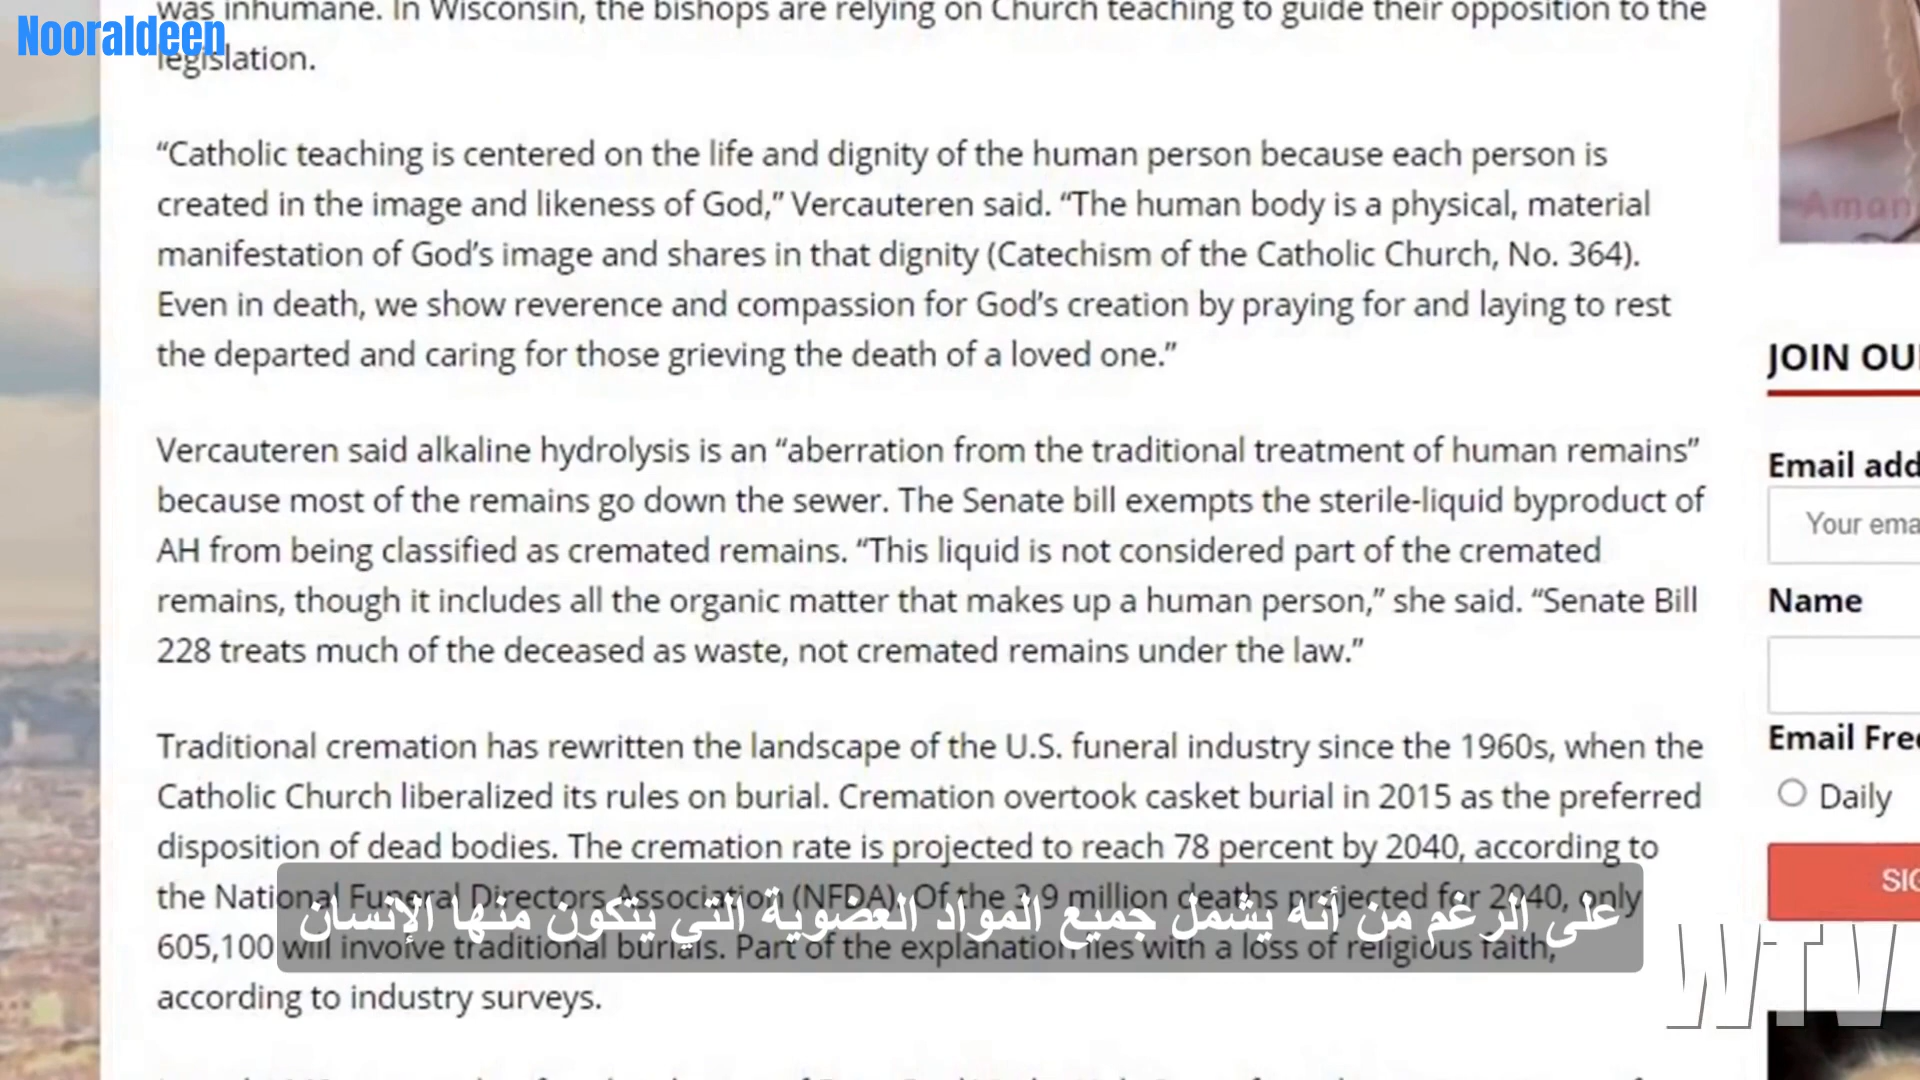 was inhumane. In Wisconsin, the bishops are relying on Church teaching to guide their opposition to the
Nooraldeen
legislation.
“Catholic teaching is centered on the life and dignity of the human person because each person is
created in the image and likeness of God,” Vercauteren said. “The human body is a physical, material
manifestation of God’s image and shares in that dignity (Catechism of the Catholic Church, No. 364).
Even in death, we show reverence and compassion for God’s creation by praying for and laying to rest
the departed and caring for those grieving the death of a loved one.”
Vercauteren said alkaline hydrolysis is an “aberration from the traditional treatment of human remains”
because most of the remains go down the sewer. The Senate bill exempts the sterile-liquid byproduct of
AH from being classified as cremated remains. “This liquid is not considered part of the cremated
remains, though it includes all the organic matter that makes up a human person,” she said. “Senate Bill
228 treats much of the deceased as waste, not cremated remains under the law.”
Traditional cremation has rewritten the landscape of the U.S. funeral industry since the 1960s, when the
Catholic Church liberalized its rules on burial. Cremation overtook casket burial in 2015 as the preferred
disposition of dead bodies. The cremation rate is projected to reach 78 percent by 2040, according to
the National Funeral Directors Association (NFDA). Of the 3.9 million deaths projected for 2040, only
605,100 will involve traditional burials. Part of the explanation lies with a loss of religious faith,
according to industry surveys.
على الرغم من أنه يشمل جميع المواد العضوية التي يتكون منها الإنسان
Aman
JOIN OU
Email add
Your ema
Name
Email Fre
Daily
SIG
WTV